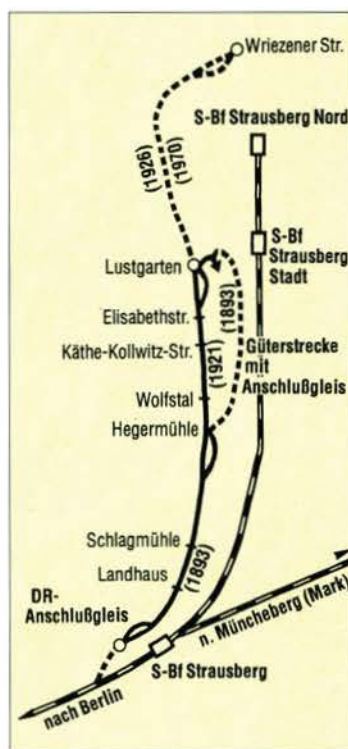 Wriezener Str.
S-Bf Strausberg Nord
(1926)
(1970)
S-Bf
Strausberg
Stadt
Lustgarten
(1893)
Elisabethstr.
Käthe-Kollwitz-Str.
(1921)
Güterstrecke
mit
Anschlußgleis
Wolfstal
Hegermühle
Schlagmühle
(1893)
Landhaus
DR-
Anschlußgleis
n. Müncheberg (Mark)
S-Bf Strausberg
nach Berlin